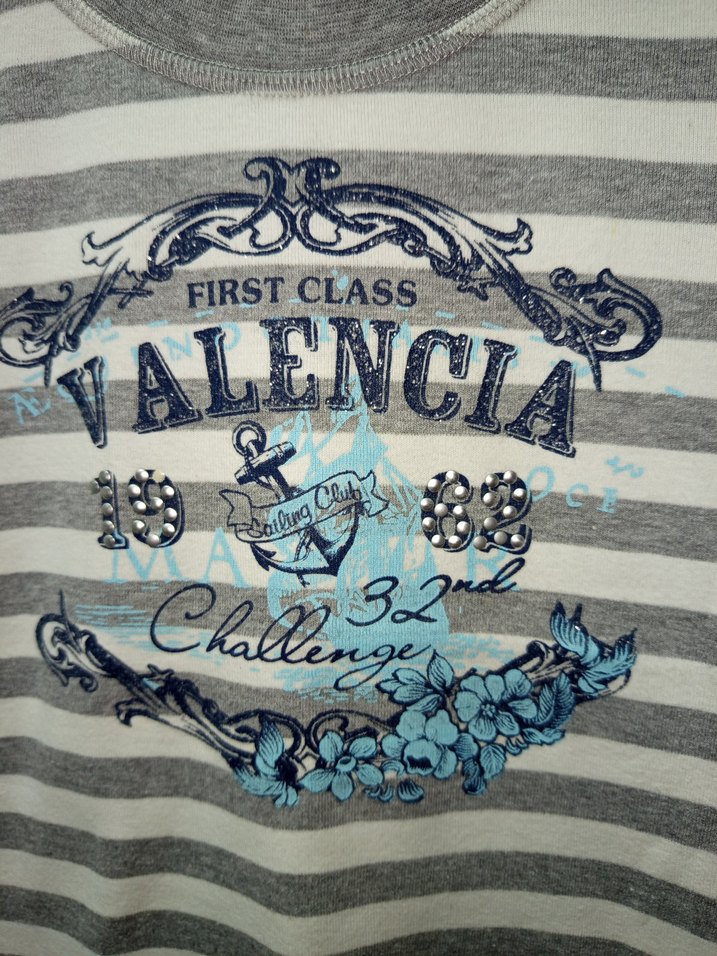 FIRST CLASS
VALENCIA
19 62
Sailing Club
32nd
Challenge